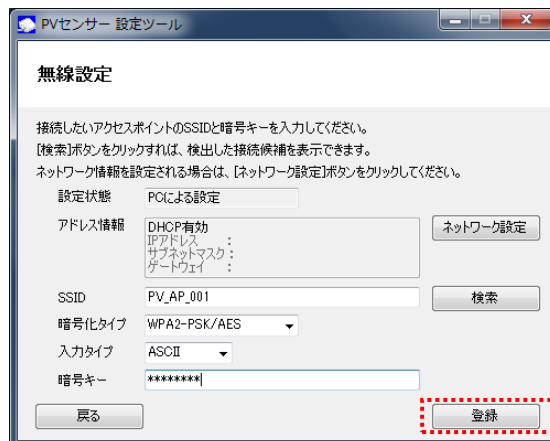 PVセンサー 設定ツール
無線設定
接続したいアクセスポイントのSSIDと暗号キーを入力してください。
[検索]ボタンをクリックすれば、検出した接続候補を表示できます。
ネットワーク情報を設定される場合は、[ネットワーク設定]ボタンをクリックしてください。
設定状態 PCによる設定
アドレス情報 DHCP有効 ネットワーク設定
IPアドレス :
サブネットマスク :
ゲートウェイ :
SSID PV_AP_001 検索
暗号化タイプ WPA2-PSK/AES
入力タイプ ASCII
暗号キー ********
戻る 登録